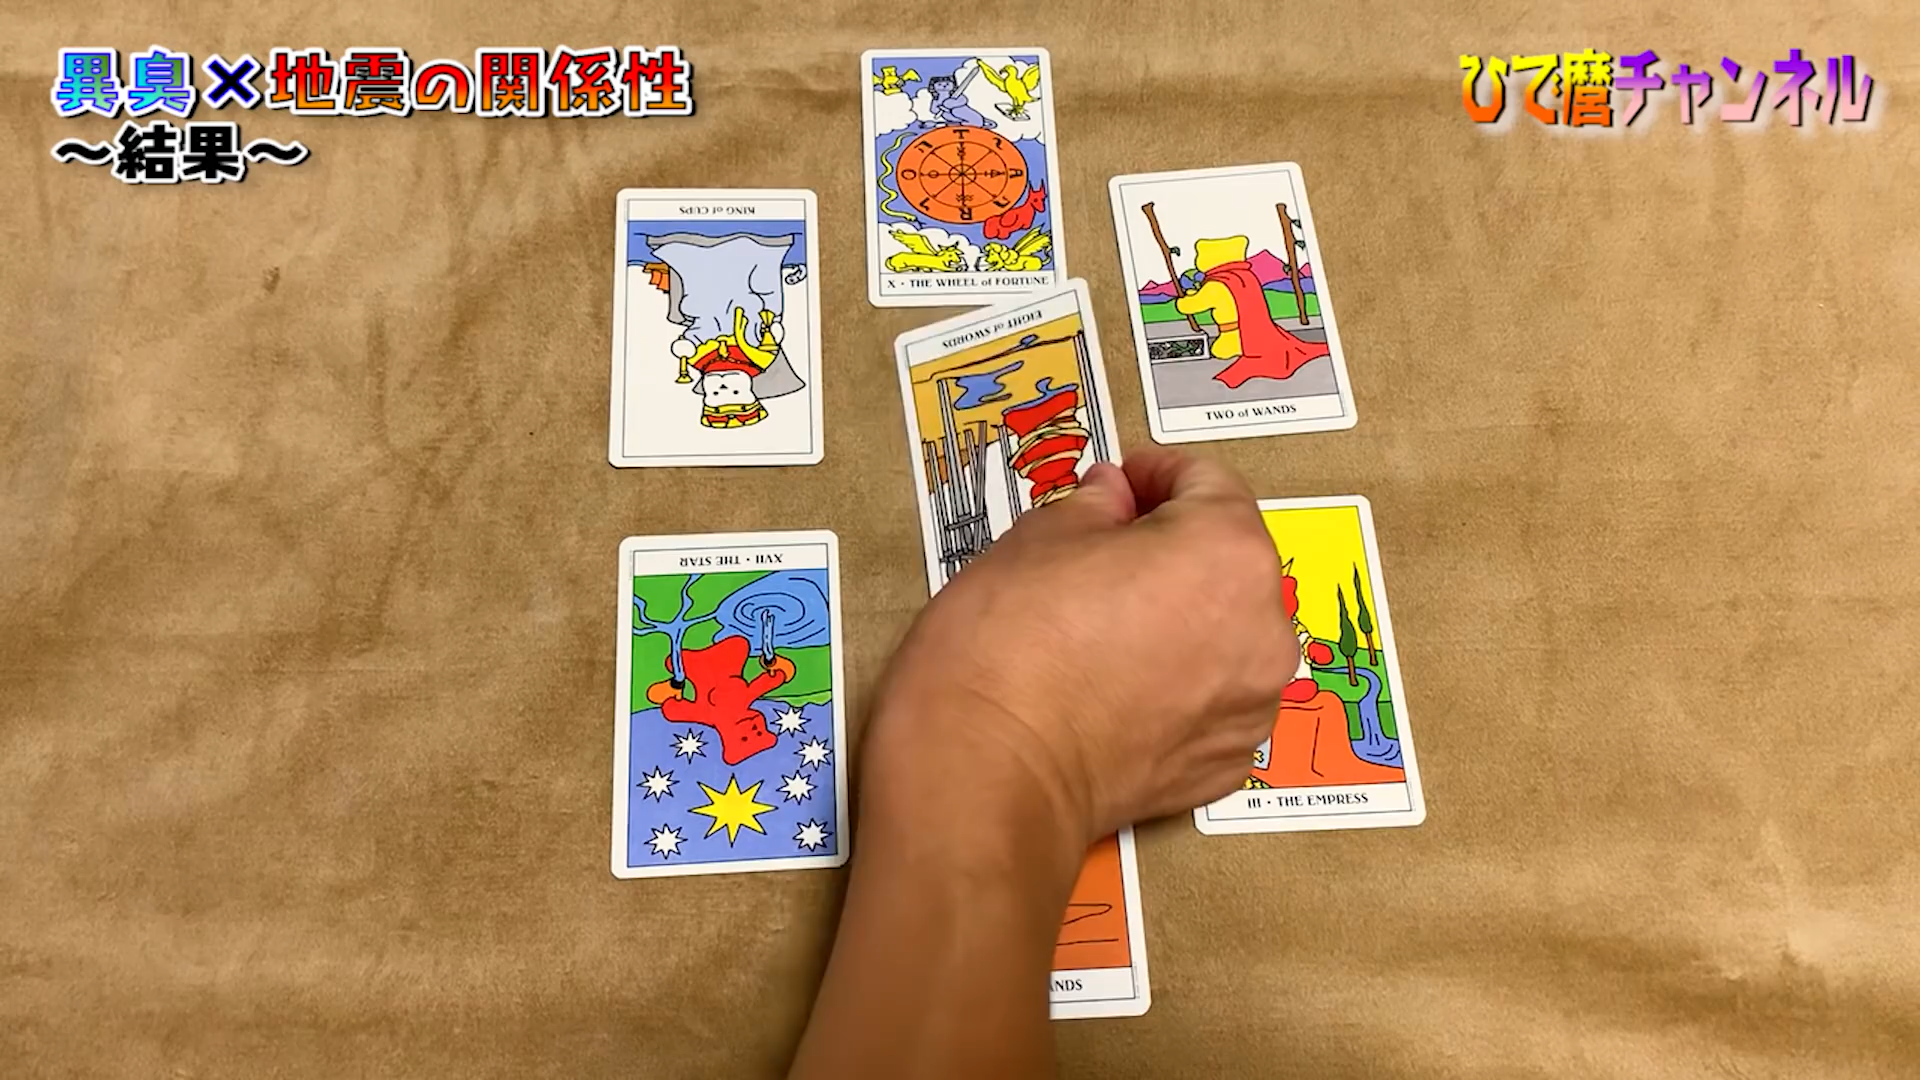 異臭×地震の関係性
～結果～
ひで麿チャンネル
X・THE WHEEL of FORTUNE
KING of CUPS
TWO of WANDS
EIGHT of SWORDS
XVII・THE STAR
III・THE EMPRESS